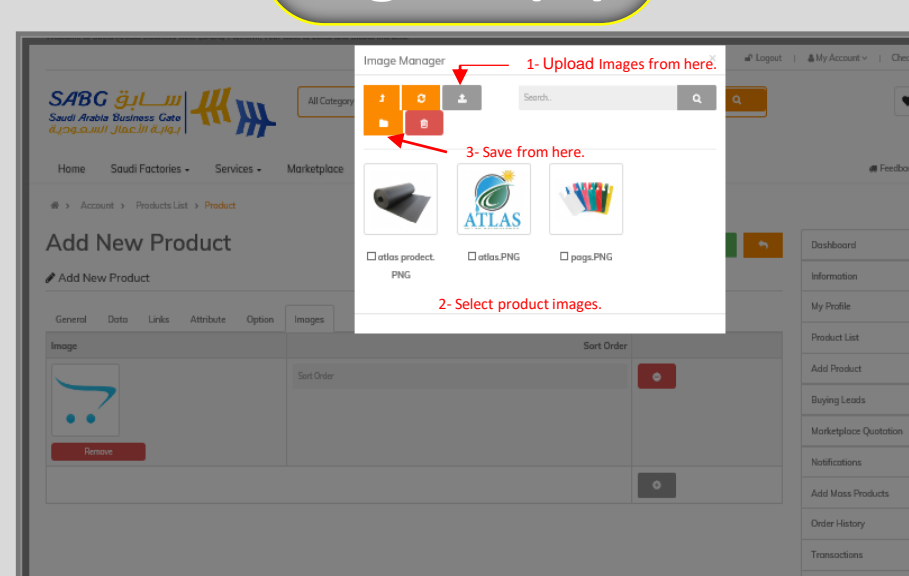 Image Manager
1- Upload Images from here.
Logout | My Account | Chec
SABG سابق
Saudi Arabia Business Gate
بوابة الأعمال السعودية
All Category
Search..
3- Save from here.
Home Saudi Factories Services Marketplace
Feedba
Account > Products List > Product
ATLAS
Add New Product
atlas prodect.PNG
atlas.PNG
pags.PNG
Add New Product
2- Select product images.
General Data Links Attribute Option Images
Image Sort Order
Sort Order
Remove
Dashboard
Information
My Profile
Product List
Add Product
Buying Leads
Marketplace Quotation
Notifications
Add Mass Products
Order History
Transactions